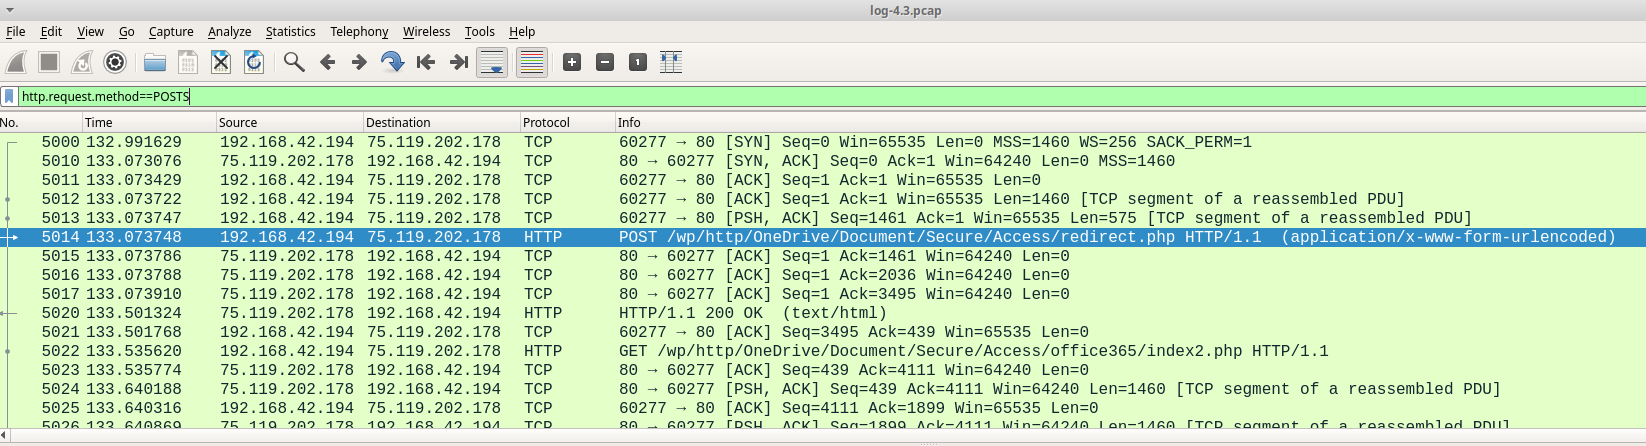 log-4.3.pcap
File Edit View Go Capture Analyze Statistics Telephony Wireless Tools Help
http.request.method==POSTS
No. Time Source Destination Protocol Info
5000 132.991629 192.168.42.194 75.119.202.178 TCP 60277 → 80 [SYN] Seq=0 Win=65535 Len=0 MSS=1460 WS=256 SACK_PERM=1
5010 133.073076 75.119.202.178 192.168.42.194 TCP 80 → 60277 [SYN, ACK] Seq=0 Ack=1 Win=64240 Len=0 MSS=1460
5011 133.073429 192.168.42.194 75.119.202.178 TCP 60277 → 80 [ACK] Seq=1 Ack=1 Win=65535 Len=0
5012 133.073722 192.168.42.194 75.119.202.178 TCP 60277 → 80 [ACK] Seq=1 Ack=1 Win=65535 Len=1460 [TCP segment of a reassembled PDU]
5013 133.073747 192.168.42.194 75.119.202.178 TCP 60277 → 80 [PSH, ACK] Seq=1461 Ack=1 Win=65535 Len=575 [TCP segment of a reassembled PDU]
5014 133.073748 192.168.42.194 75.119.202.178 HTTP POST /wp/http/OneDrive/Document/Secure/Access/redirect.php HTTP/1.1 (application/x-www-form-urlencoded)
5015 133.073786 75.119.202.178 192.168.42.194 TCP 80 → 60277 [ACK] Seq=1 Ack=1461 Win=64240 Len=0
5016 133.073788 75.119.202.178 192.168.42.194 TCP 80 → 60277 [ACK] Seq=1 Ack=2036 Win=64240 Len=0
5017 133.073910 75.119.202.178 192.168.42.194 TCP 80 → 60277 [ACK] Seq=1 Ack=3495 Win=64240 Len=0
5020 133.501324 75.119.202.178 192.168.42.194 HTTP HTTP/1.1 200 OK (text/html)
5021 133.501768 192.168.42.194 75.119.202.178 TCP 60277 → 80 [ACK] Seq=3495 Ack=439 Win=65535 Len=0
5022 133.535620 192.168.42.194 75.119.202.178 HTTP GET /wp/http/OneDrive/Document/Secure/Access/office365/index2.php HTTP/1.1
5023 133.535774 75.119.202.178 192.168.42.194 TCP 80 → 60277 [ACK] Seq=439 Ack=4111 Win=64240 Len=0
5024 133.640188 75.119.202.178 192.168.42.194 TCP 80 → 60277 [PSH, ACK] Seq=439 Ack=4111 Win=64240 Len=1460 [TCP segment of a reassembled PDU]
5025 133.640316 192.168.42.194 75.119.202.178 TCP 60277 → 80 [ACK] Seq=4111 Ack=1899 Win=65535 Len=0
5026 133.640869 75.119.202.178 192.168.42.194 TCP 80 → 60277 [PSH, ACK] Seq=1899 Ack=4111 Win=64240 Len=1460 [TCP segment of a reassembled PDU]